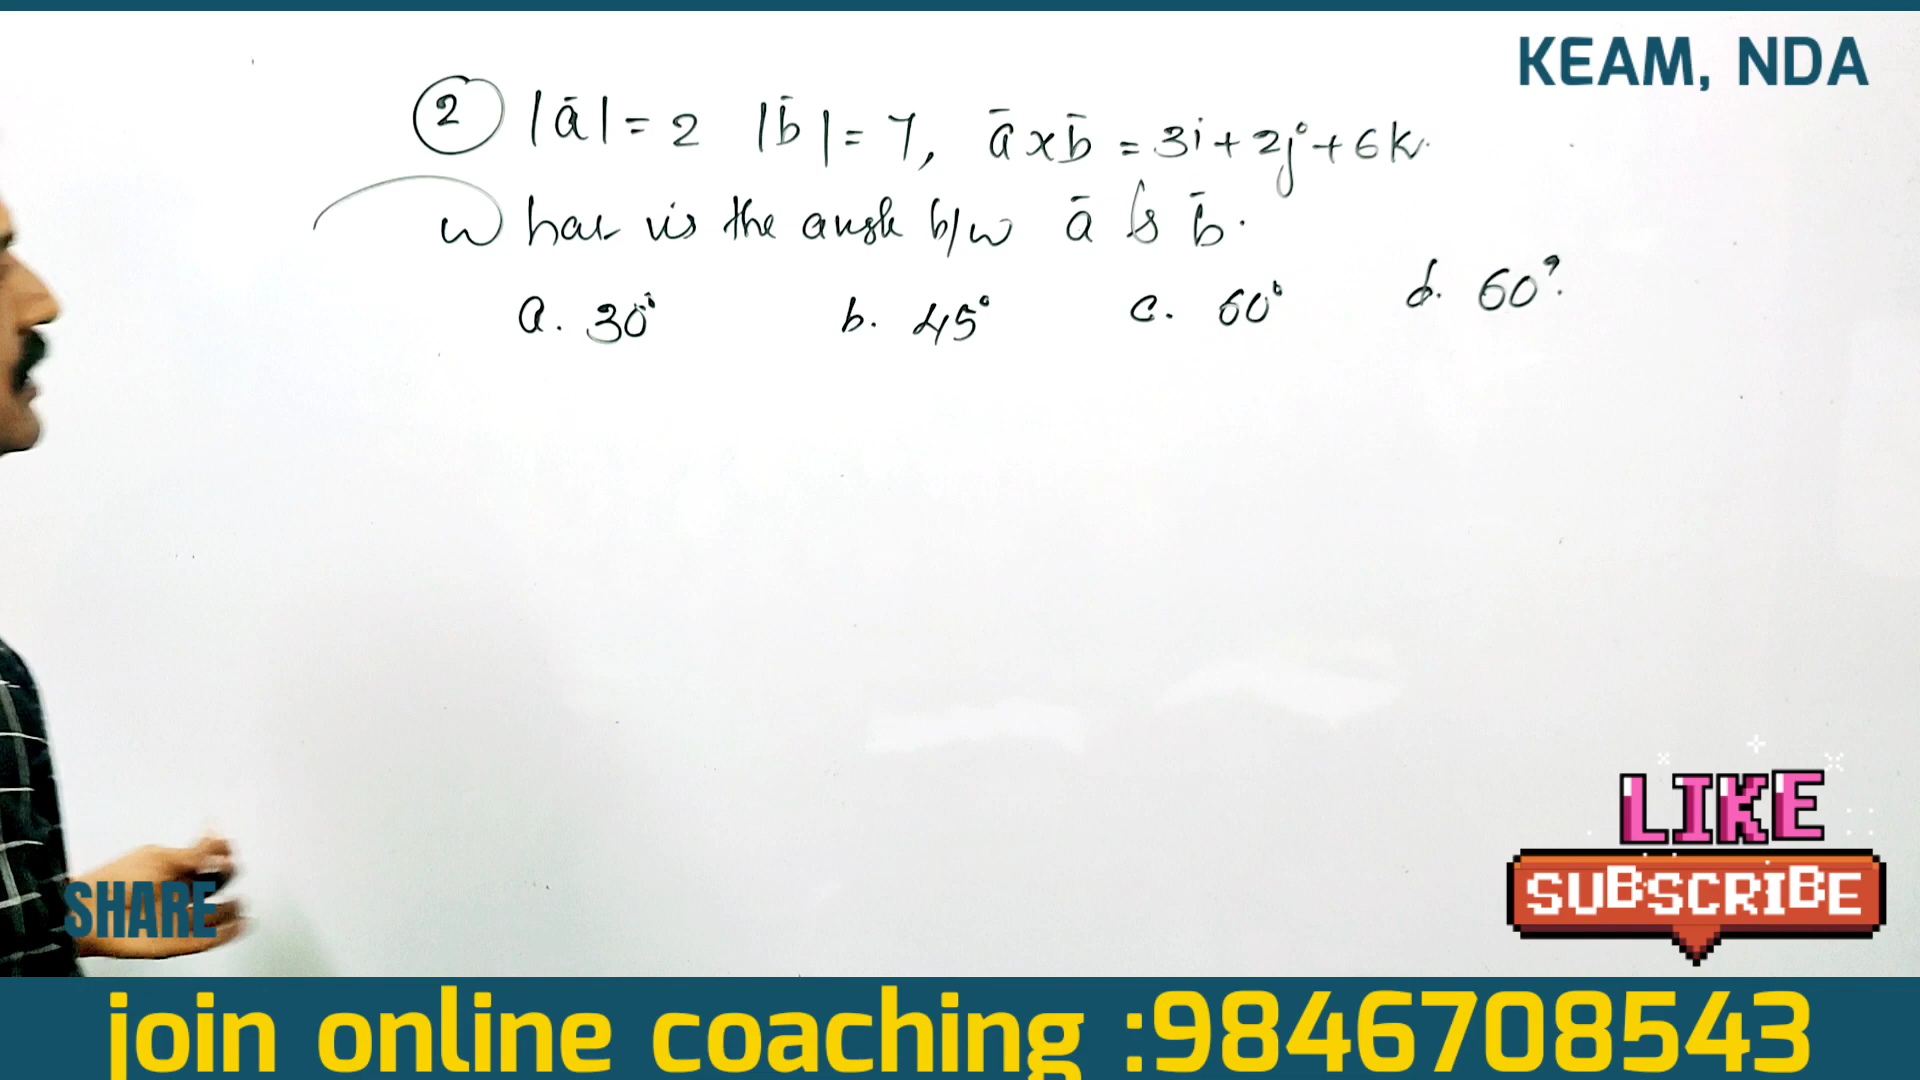 KEAM, NDA
2 |a̅| = 2 |b̅| = 7, a̅ x b̅ = 3i + 2j + 6k.
What is the angle b/w a̅ & b̅.
a. 30° b. 45° c. 60° d. 60°.
LIKE
SUBSCRIBE
SHARE
join online coaching :9846708543